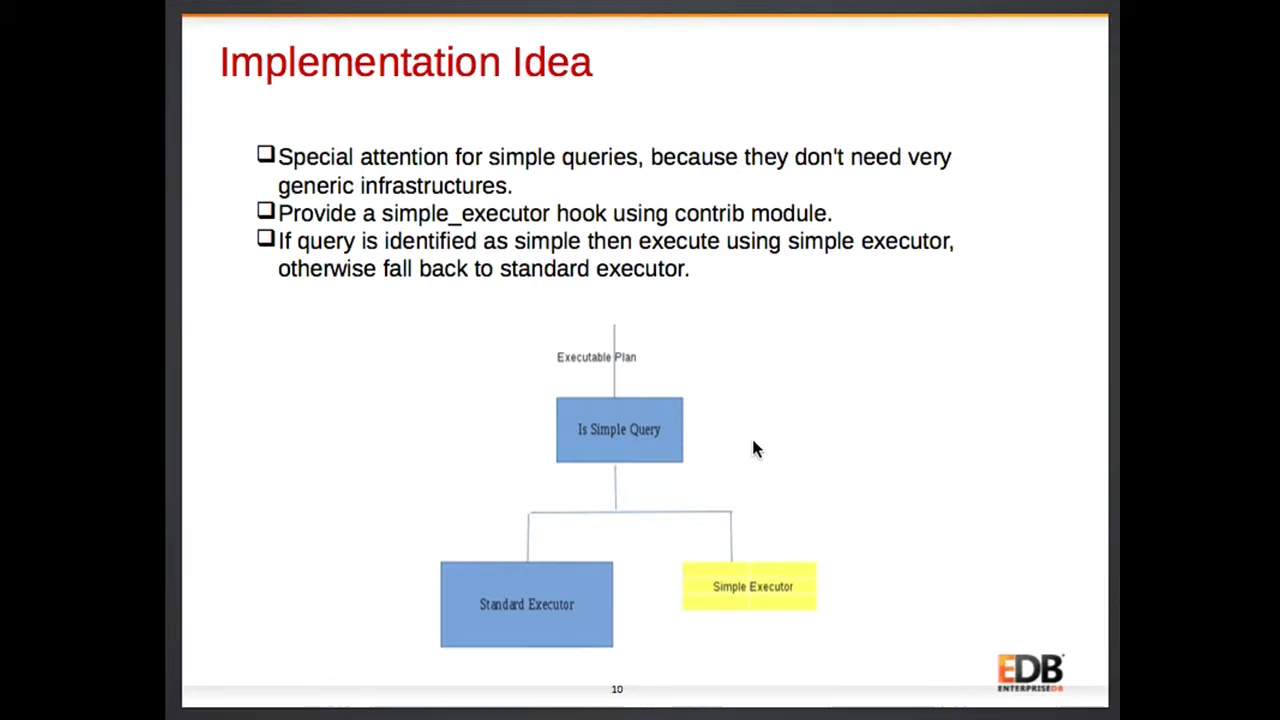 Implementation Idea
Special attention for simple queries, because they don't need very
generic infrastructures.
Provide a simple_executor hook using contrib module.
If query is identified as simple then execute using simple executor,
otherwise fall back to standard executor.
Executable Plan
Is Simple Query
Standard Executor
Simple Executor
EDB
ENTERPRISEDB
10